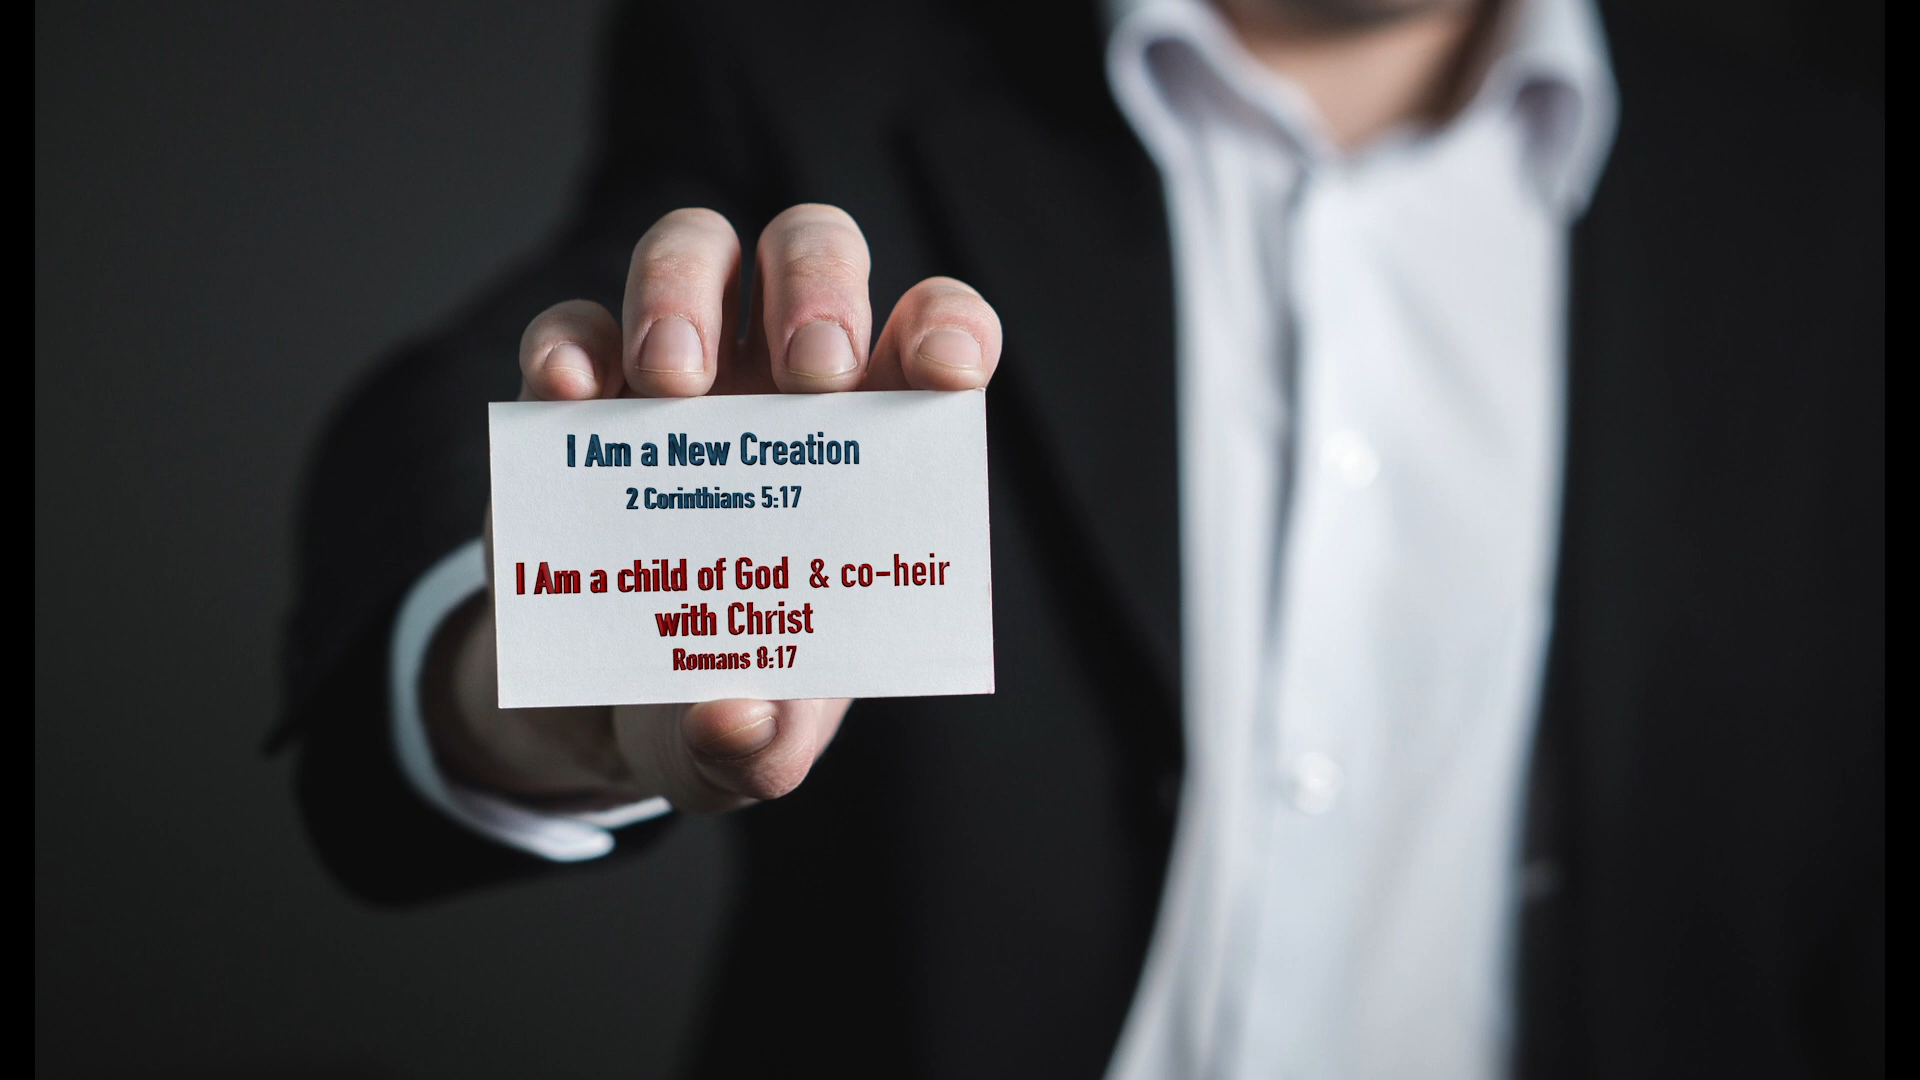 I Am a New Creation
2 Corinthians 5:17
I Am a child of God & co-heir
with Christ
Romans 8:17